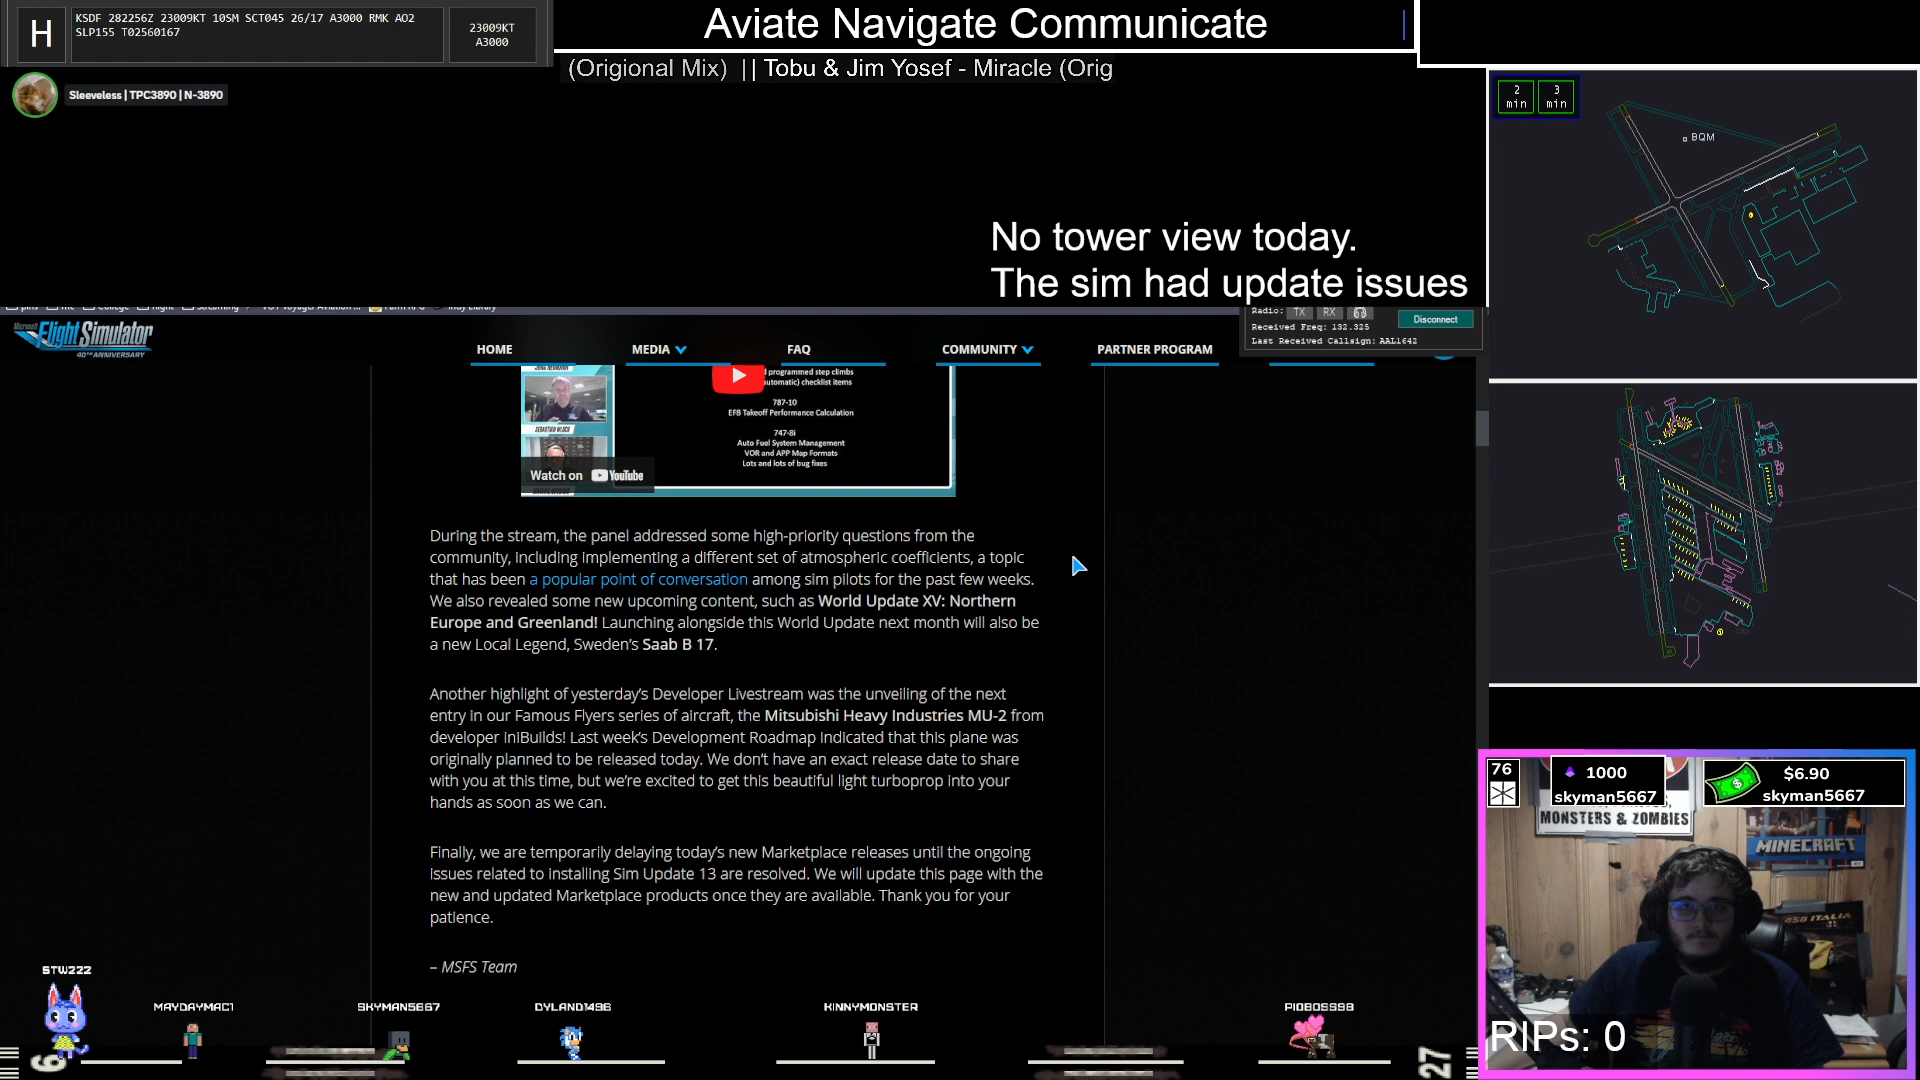 H
KSDF 282256Z 23009KT 10SM SCT045 26/17 A3000 RMK AO2
SLP155 T02560167
23009KT
A3000
Aviate Navigate Communicate
(Origional Mix) || Tobu & Jim Yosef - Miracle (Orig
Sleeveless | TPC3890 | N-3890
2 min
3 min
BQM
No tower view today.
The sim had update issues
Radio: TX RX
Disconnect
Received Freq: 132.325
Last Received Callsign: AAL1642
Microsoft
Flight Simulator
40TH ANNIVERSARY
HOME
MEDIA
FAQ
COMMUNITY
PARTNER PROGRAM
d programmed step climbs
automatic) checklist items
787-10
EFB Takeoff Performance Calculation
747-8i
Auto Fuel System Management
VOR and APP Map Formats
Lots and lots of bug fixes
SEBASTIAN WLOCH
Watch on YouTube
During the stream, the panel addressed some high-priority questions from the
community, including implementing a different set of atmospheric coefficients, a topic
that has been a popular point of conversation among sim pilots for the past few weeks.
We also revealed some new upcoming content, such as World Update XV: Northern
Europe and Greenland! Launching alongside this World Update next month will also be
a new Local Legend, Sweden's Saab B 17.
Another highlight of yesterday's Developer Livestream was the unveiling of the next
entry in our Famous Flyers series of aircraft, the Mitsubishi Heavy Industries MU-2 from
developer iniBuilds! Last week's Development Roadmap indicated that this plane was
originally planned to be released today. We don't have an exact release date to share
with you at this time, but we're excited to get this beautiful light turboprop into your
hands as soon as we can.
Finally, we are temporarily delaying today's new Marketplace releases until the ongoing
issues related to installing Sim Update 13 are resolved. We will update this page with the
new and updated Marketplace products once they are available. Thank you for your
patience.
– MSFS Team
76
1000
skyman5667
$6.90
skyman5667
MONSTERS & ZOMBIES
MINECRAFT
458 ITALIA
RIPs: 0
STW222
MAYDAYMAC1
SKYMAN5667
DYLAND1496
KINNYMONSTER
PIOBOSS98
9
27